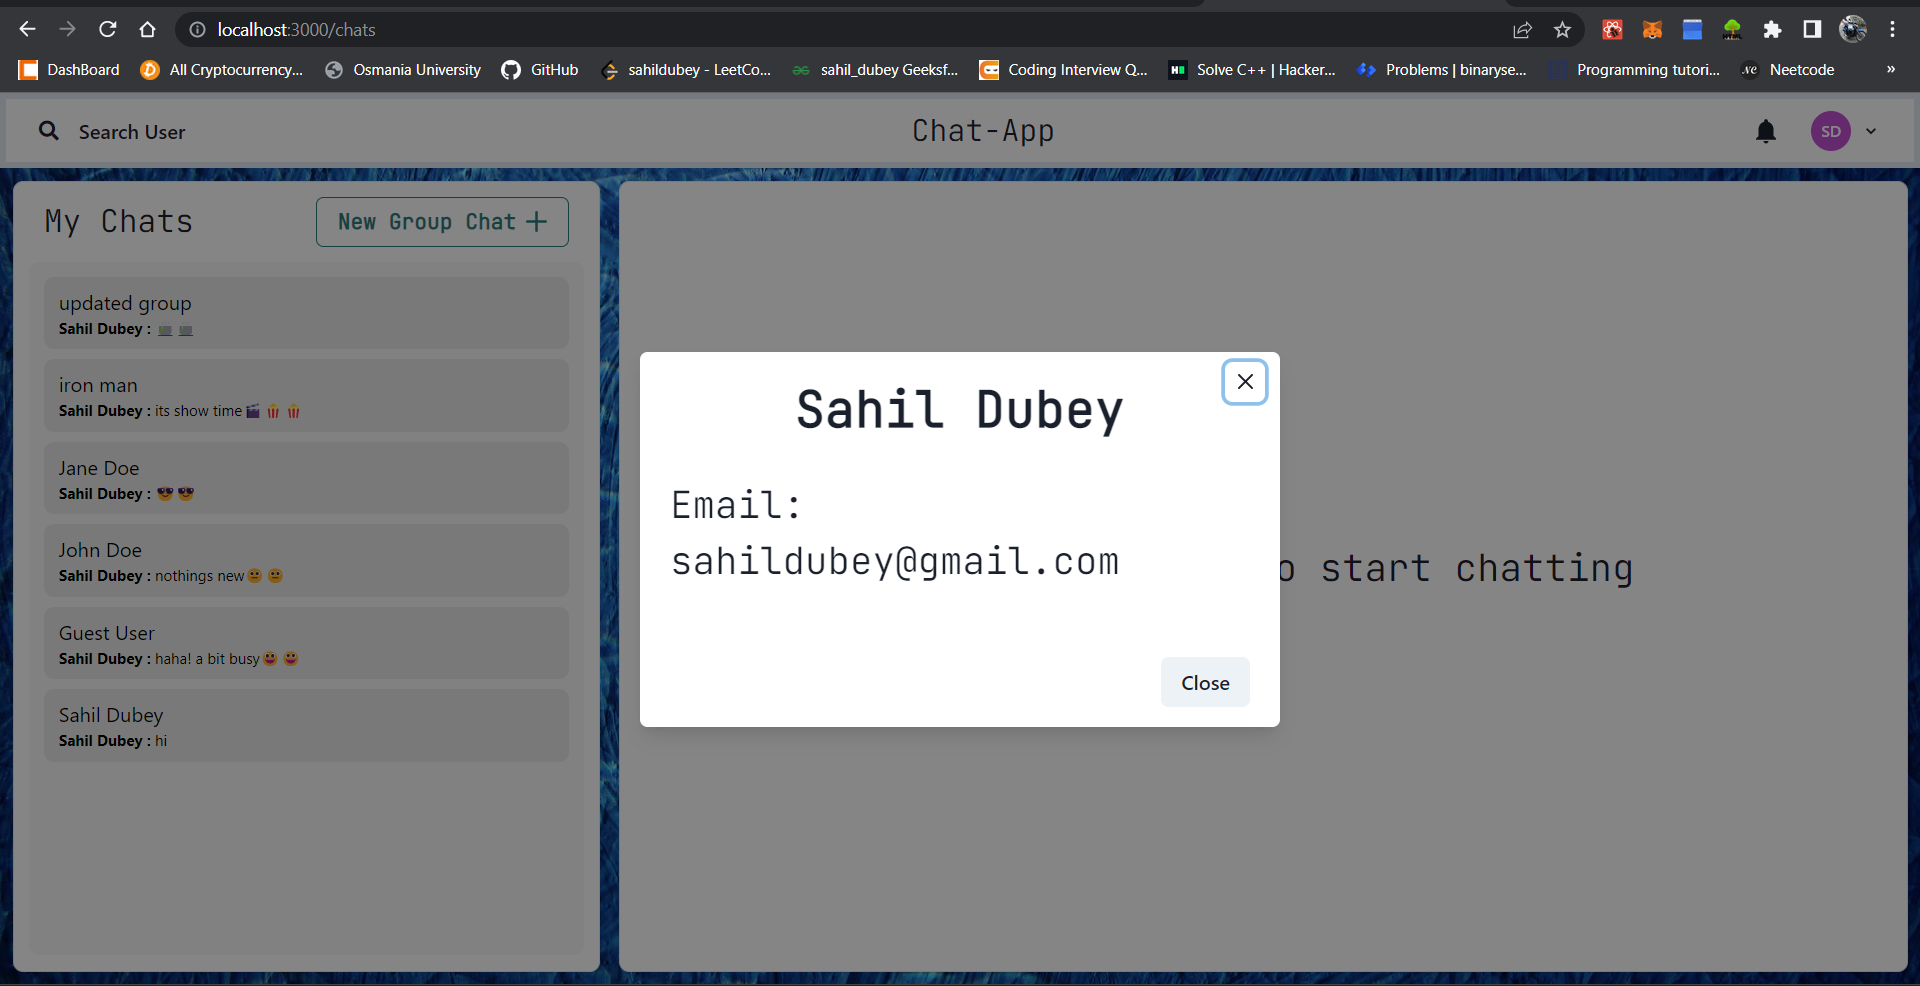 localhost:3000/chats
DashBoard All Cryptocurrency... Osmania University GitHub sahildubey - LeetCo... sahil_dubey Geeksf... Coding Interview Q... Solve C++ | Hacker... Problems | binaryse... Programming tutori... Neetcode »
Search User
Chat-App
SD
My Chats
New Group Chat
updated group
Sahil Dubey : 💻 💻
iron man
Sahil Dubey : its show time🎬 🍿 🍿
Jane Doe
Sahil Dubey : 😎 😎
John Doe
Sahil Dubey : nothings new😐 😐
Guest User
Sahil Dubey : haha! a bit busy😀 😀
Sahil Dubey
Sahil Dubey : hi
Sahil Dubey
Email:
sahildubey@gmail.com
Close
start chatting